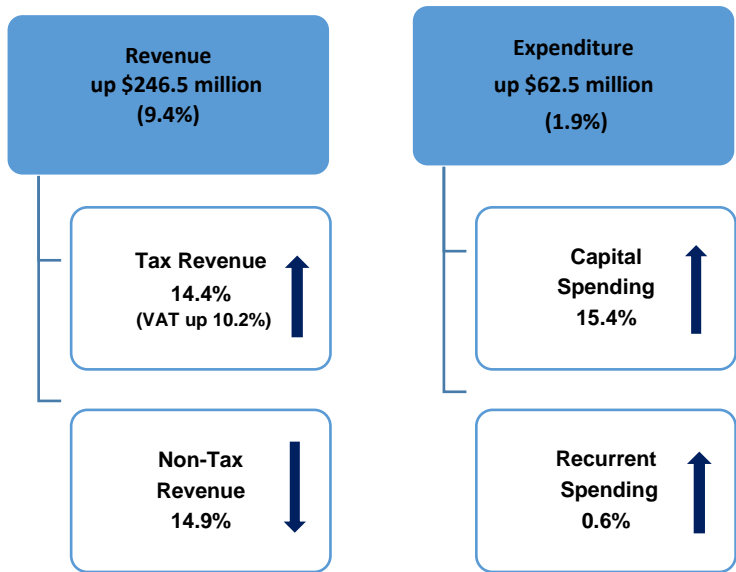 Revenue
up $246.5 million
(9.4%)
Tax Revenue
14.4%
(VAT up 10.2%)
Non-Tax
Revenue
14.9%
Expenditure
up $62.5 million
(1.9%)
Capital
Spending
15.4%
Recurrent
Spending
0.6%